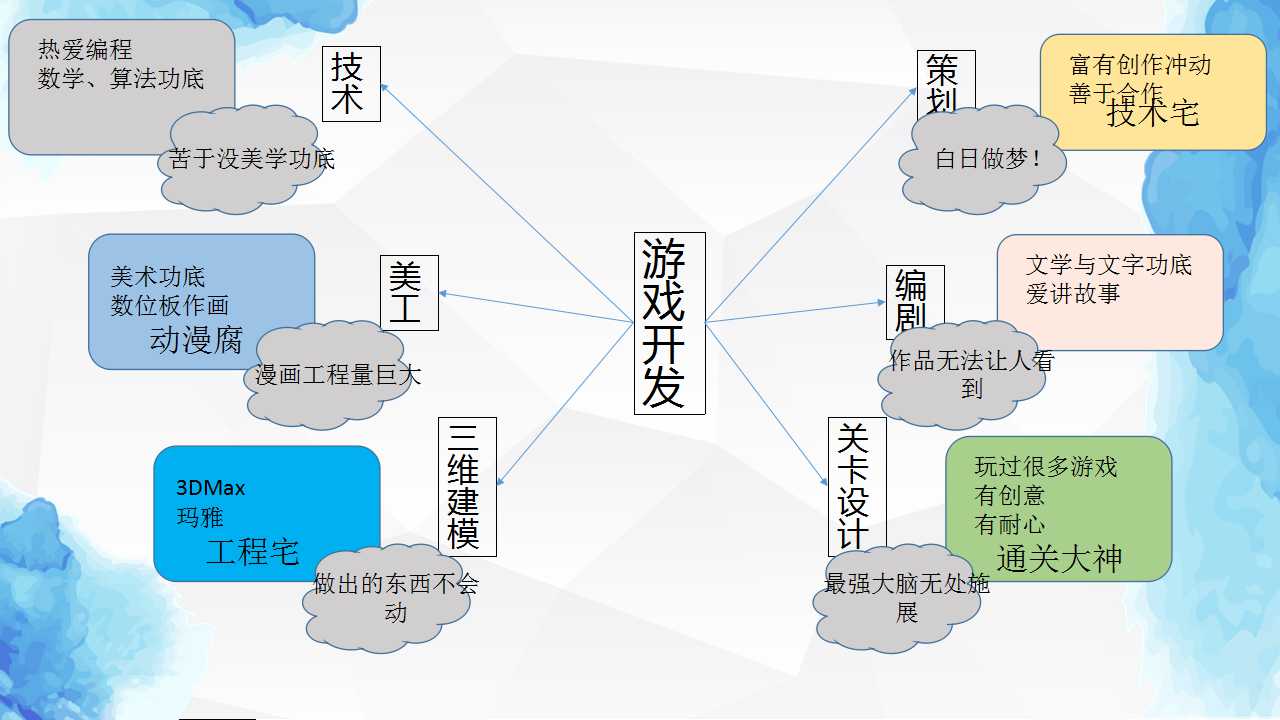 热爱编程
数学、算法功底
苦于没美学功底
技术
美术功底
数位板作画
动漫腐
漫画工程量巨大
美工
3DMax
玛雅
工程宅
做出的东西不会
动
三维建模
游戏开发
策划
富有创作冲动
善于合作
技术宅
白日做梦！
编剧
文学与文字功底
爱讲故事
作品无法让人看
到
关卡设计
玩过很多游戏
有创意
有耐心
通关大神
最强大脑无处施
展